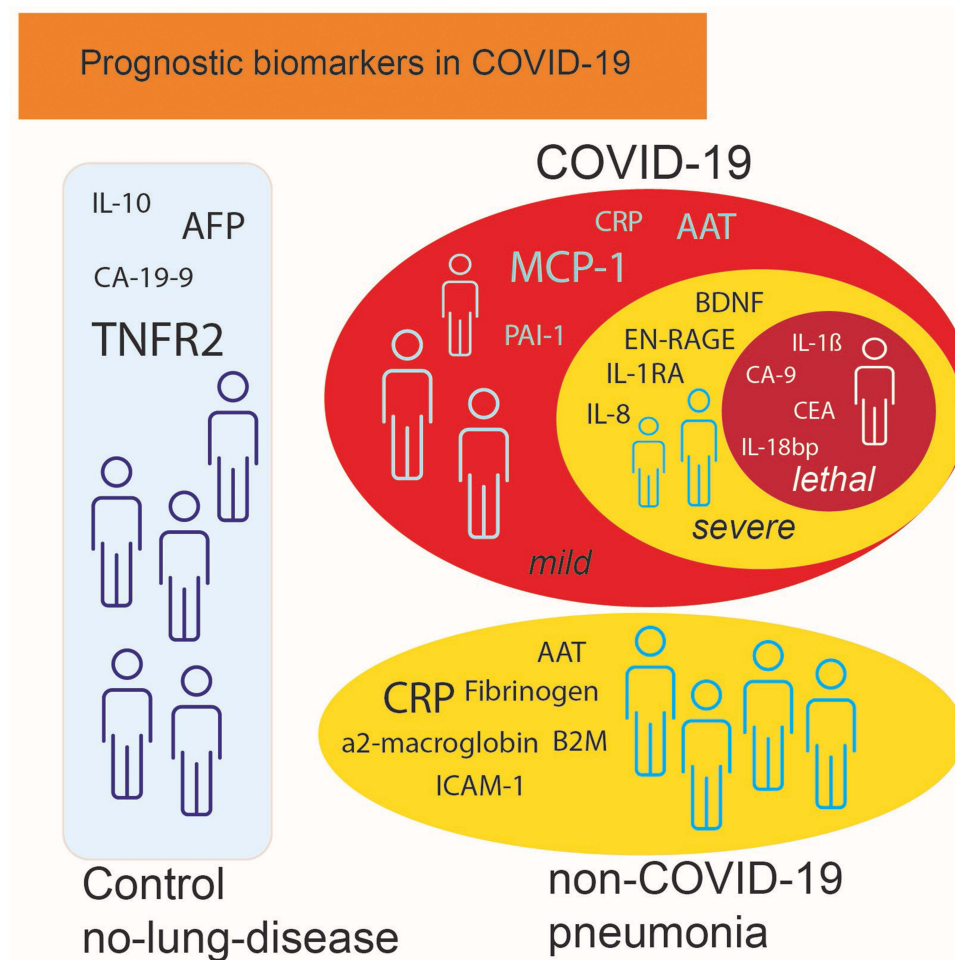 Prognostic biomarkers in COVID-19
IL-10
AFP
CA-19-9
TNFR2
Control
no-lung-disease
COVID-19
CRP
AAT
MCP-1
PAI-1
mild
BDNF
EN-RAGE
IL-1RA
IL-8
severe
IL-1ß
CA-9
CEA
IL-18bp
lethal
AAT
CRP Fibrinogen
a2-macroglobin B2M
ICAM-1
non-COVID-19
pneumonia